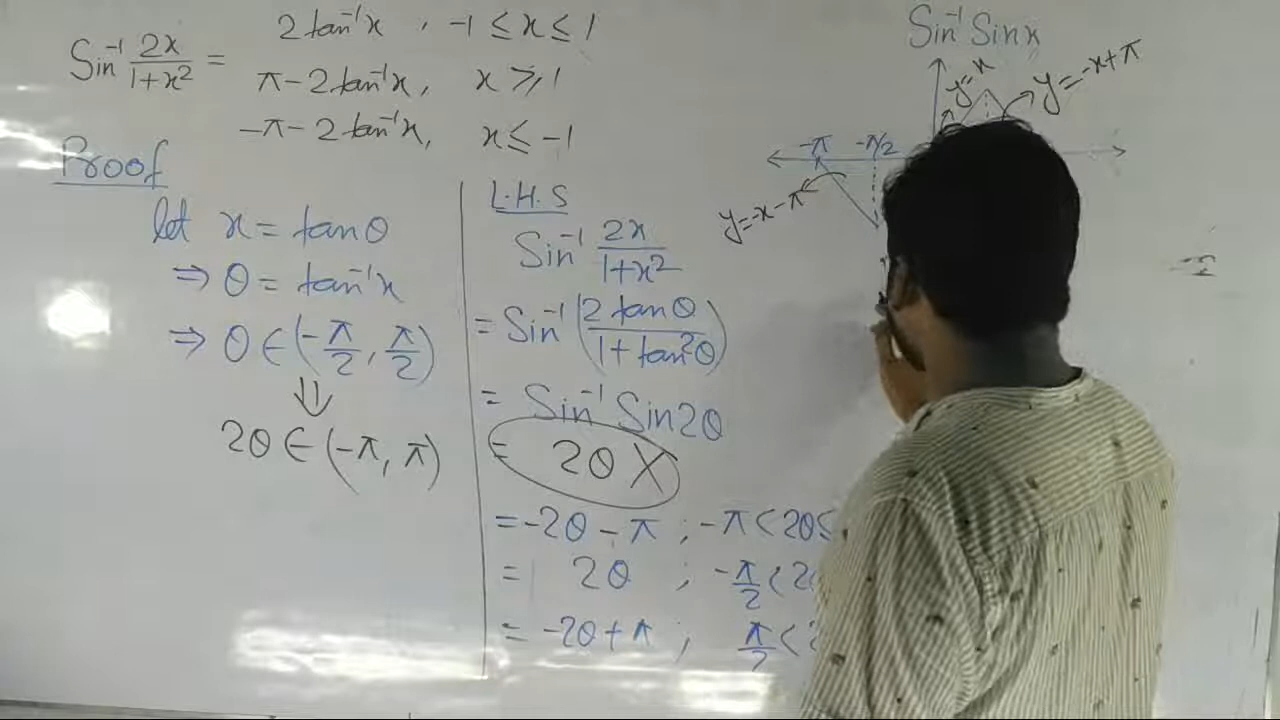 Sin⁻¹ 2x/(1+x²) = 2tan⁻¹x , -1 ≤ x ≤ 1
π-2tan⁻¹x, x ≥ 1
-π-2tan⁻¹x, x ≤ -1
Proof
let x = tanθ
⇒ θ = tan⁻¹x
⇒ θ ∈ (-π/2, π/2)
⇓
2θ ∈ (-π, π)
L.H.S
Sin⁻¹ 2x/(1+x²)
= Sin⁻¹ (2tanθ/(1+tan²θ))
= Sin⁻¹ Sin2θ
= 2θ X
= -2θ-π ; -π<2θ≤
= 2θ ; -π/2<2
= -2θ+π ; π/2<
Sin⁻¹ Sinx
y=x
y=-x+π
-π -π/2
y=-x-π